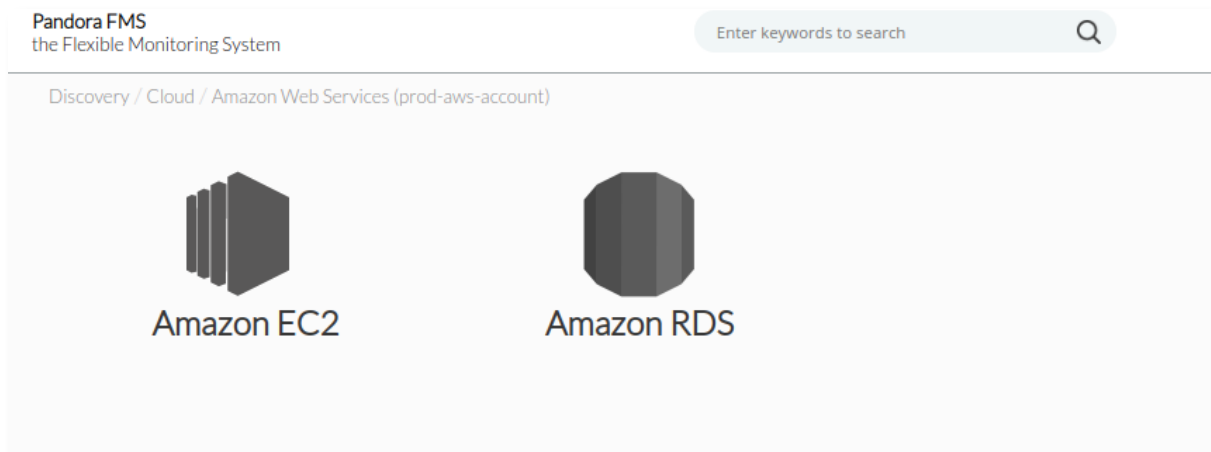 Pandora FMS
the Flexible Monitoring System
Enter keywords to search
Discovery / Cloud / Amazon Web Services (prod-aws-account)
Amazon EC2
Amazon RDS